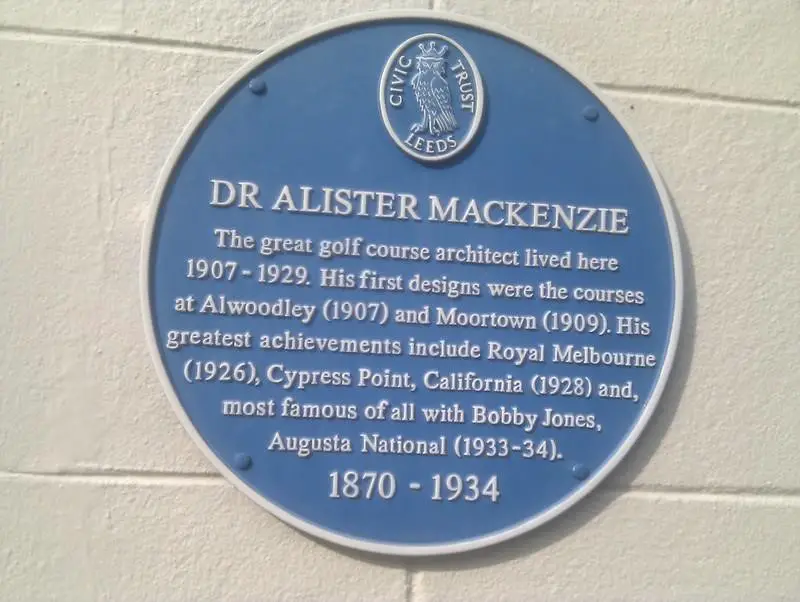 CIVIC TRUST
LEEDS
DR ALISTER MACKENZIE
The great golf course architect lived here
1907 - 1929. His first designs were the courses
at Alwoodley (1907) and Moortown (1909). His
greatest achievements include Royal Melbourne
(1926), Cypress Point, California (1928) and,
most famous of all with Bobby Jones,
Augusta National (1933-34).
1870 - 1934